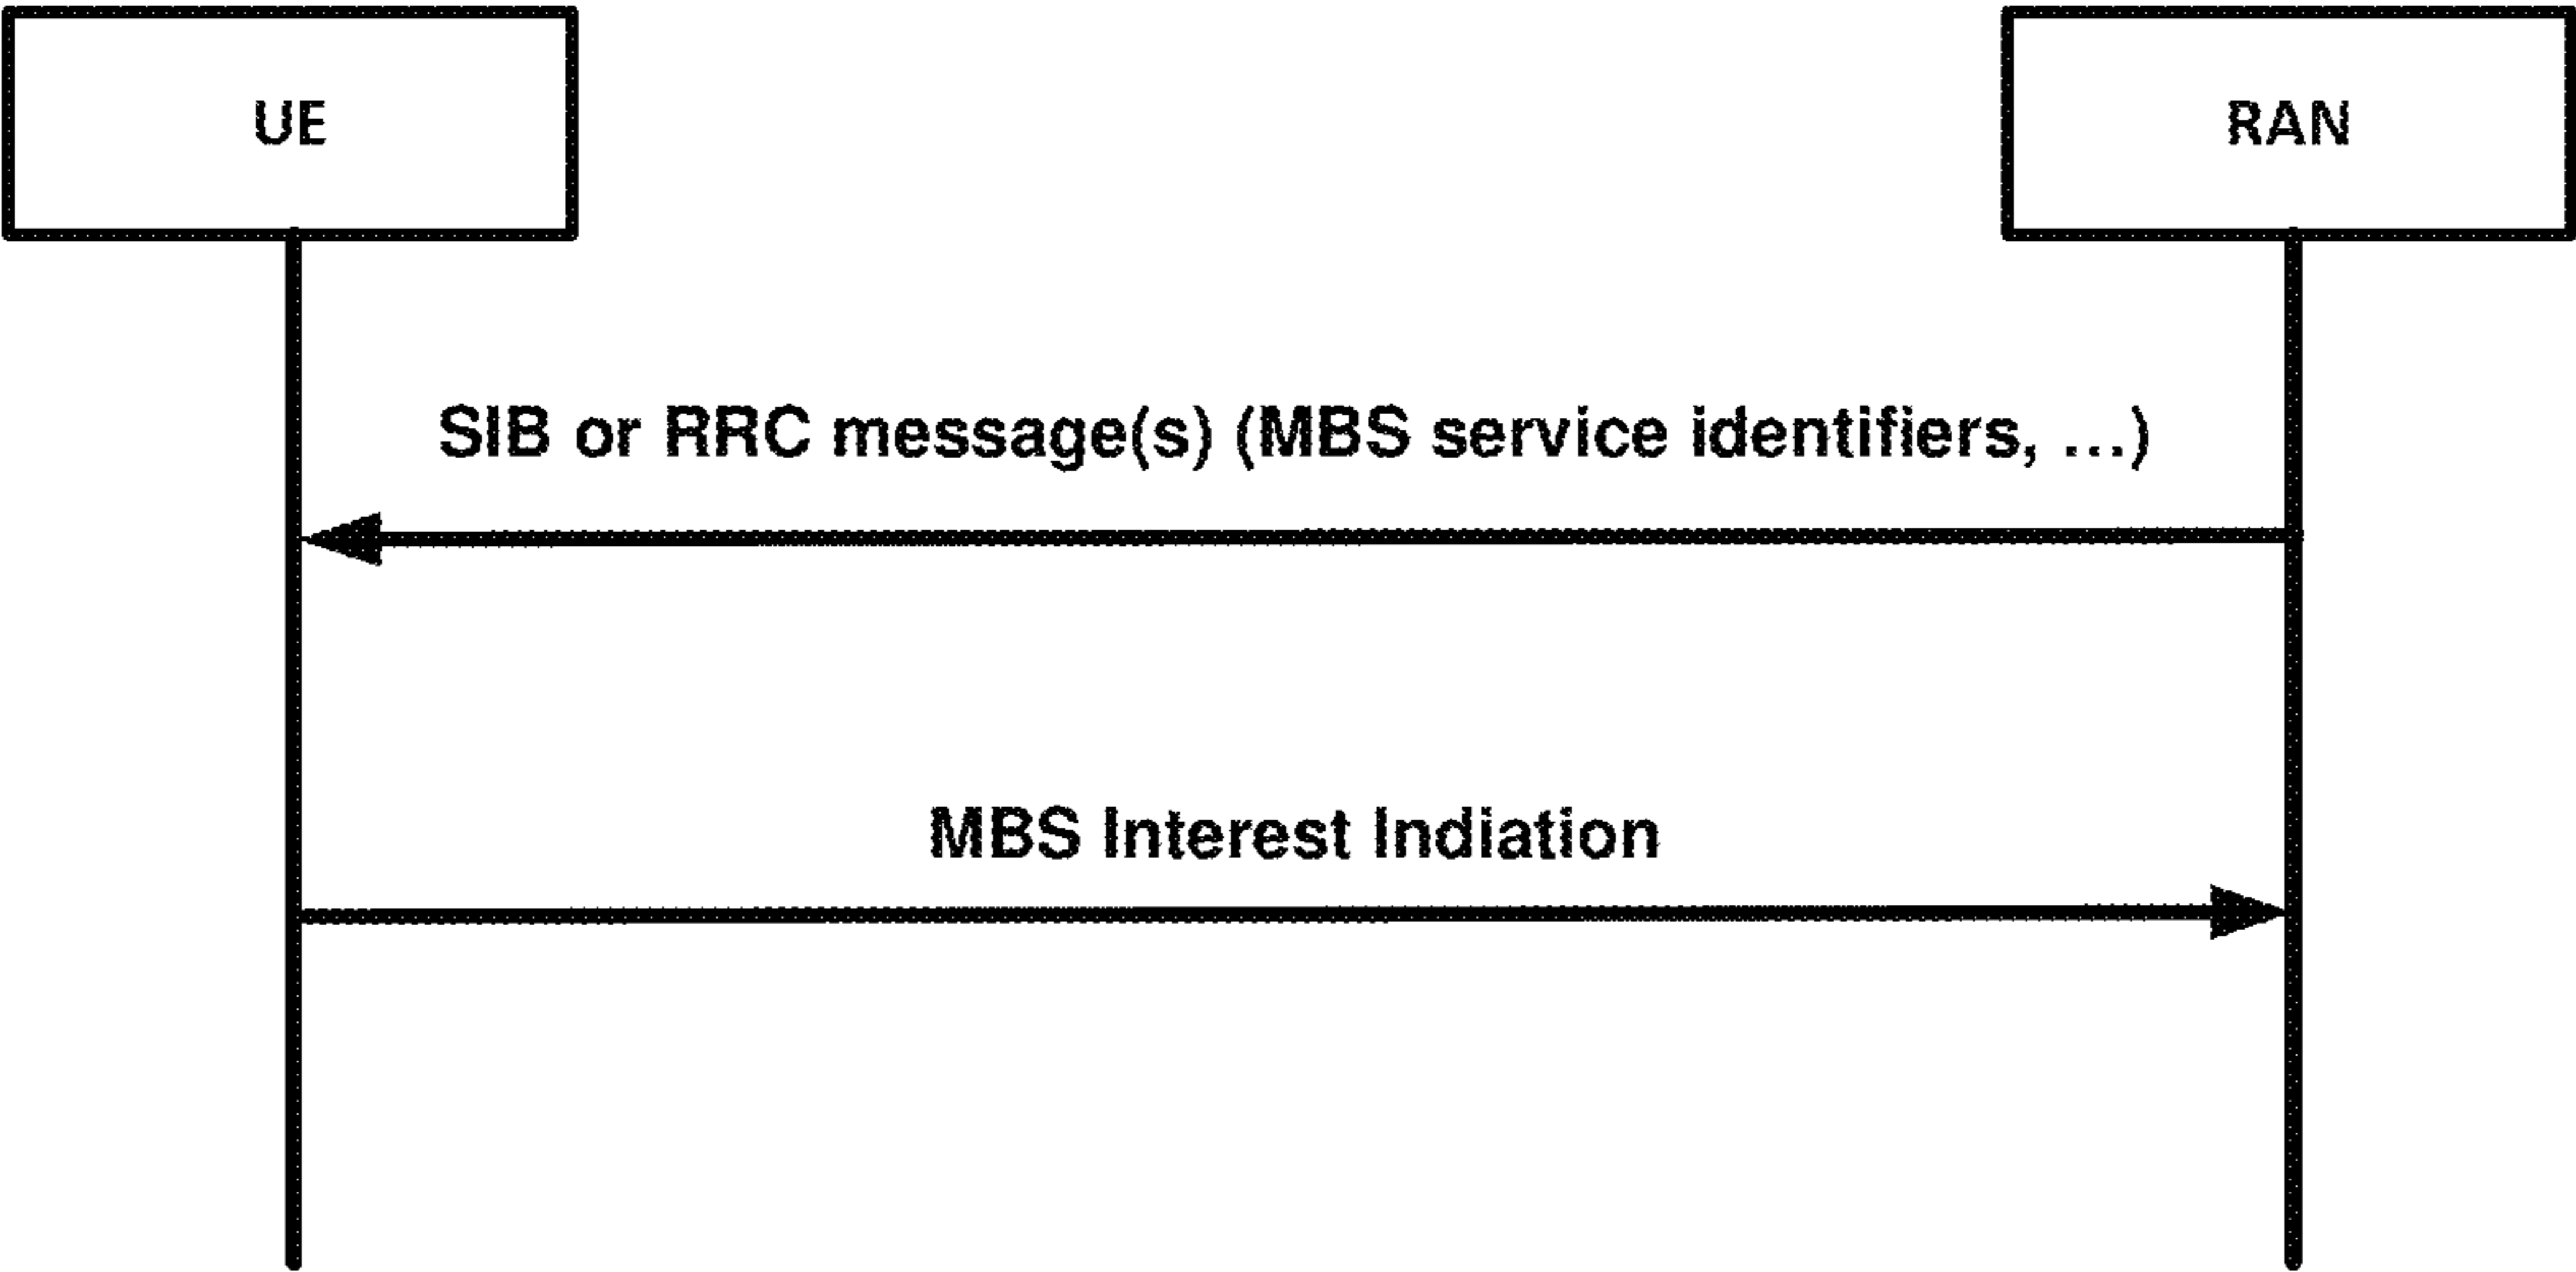 UE
RAN
SIB or RRC message(s) (MBS service identifiers, ...)
MBS Interest Indiation